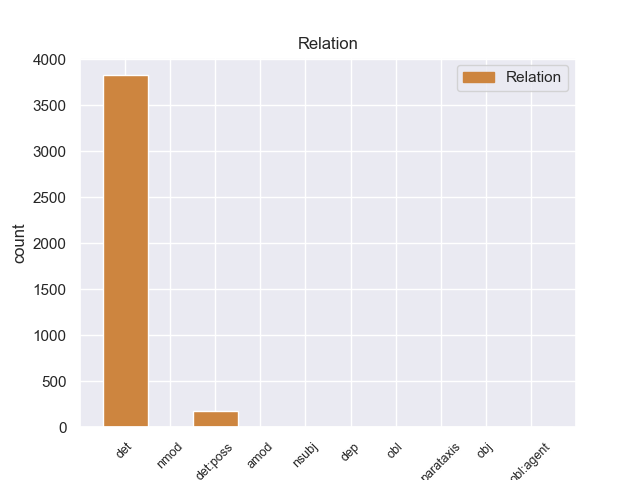 Relation
Relation
4000
3500
3000
2500
2000
1500
1000
500
0
count
det
nmod
det:poss
amod
nsubj
dep
obl
parataxis
obj
obl:agent